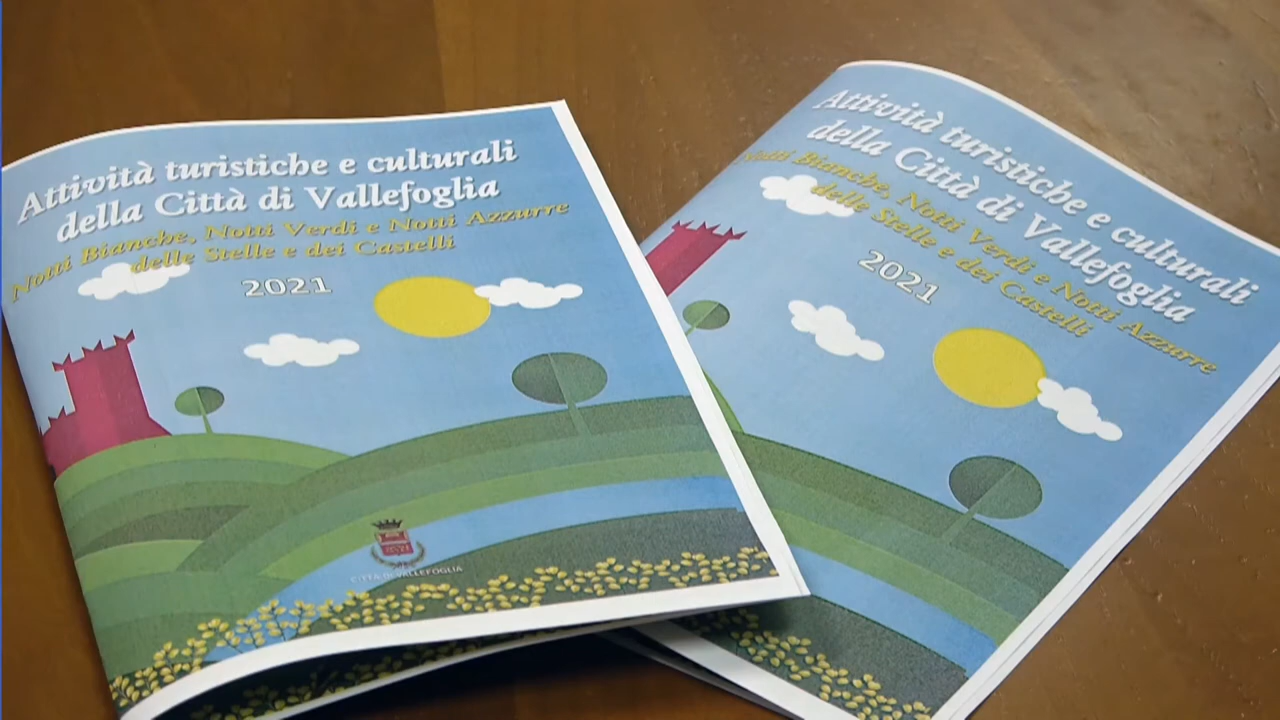 Attività turistiche e culturali
della Città di Vallefoglia
Notti Bianche, Notti Verdi e Notti Azzurre
delle Stelle e dei Castelli
2021
CITTÀ DI VALLEFOGLIA
Attività turistiche e culturali
della Città di Vallefoglia
Notti Bianche, Notti Verdi e Notti Azzurre
delle Stelle e dei Castelli
2021